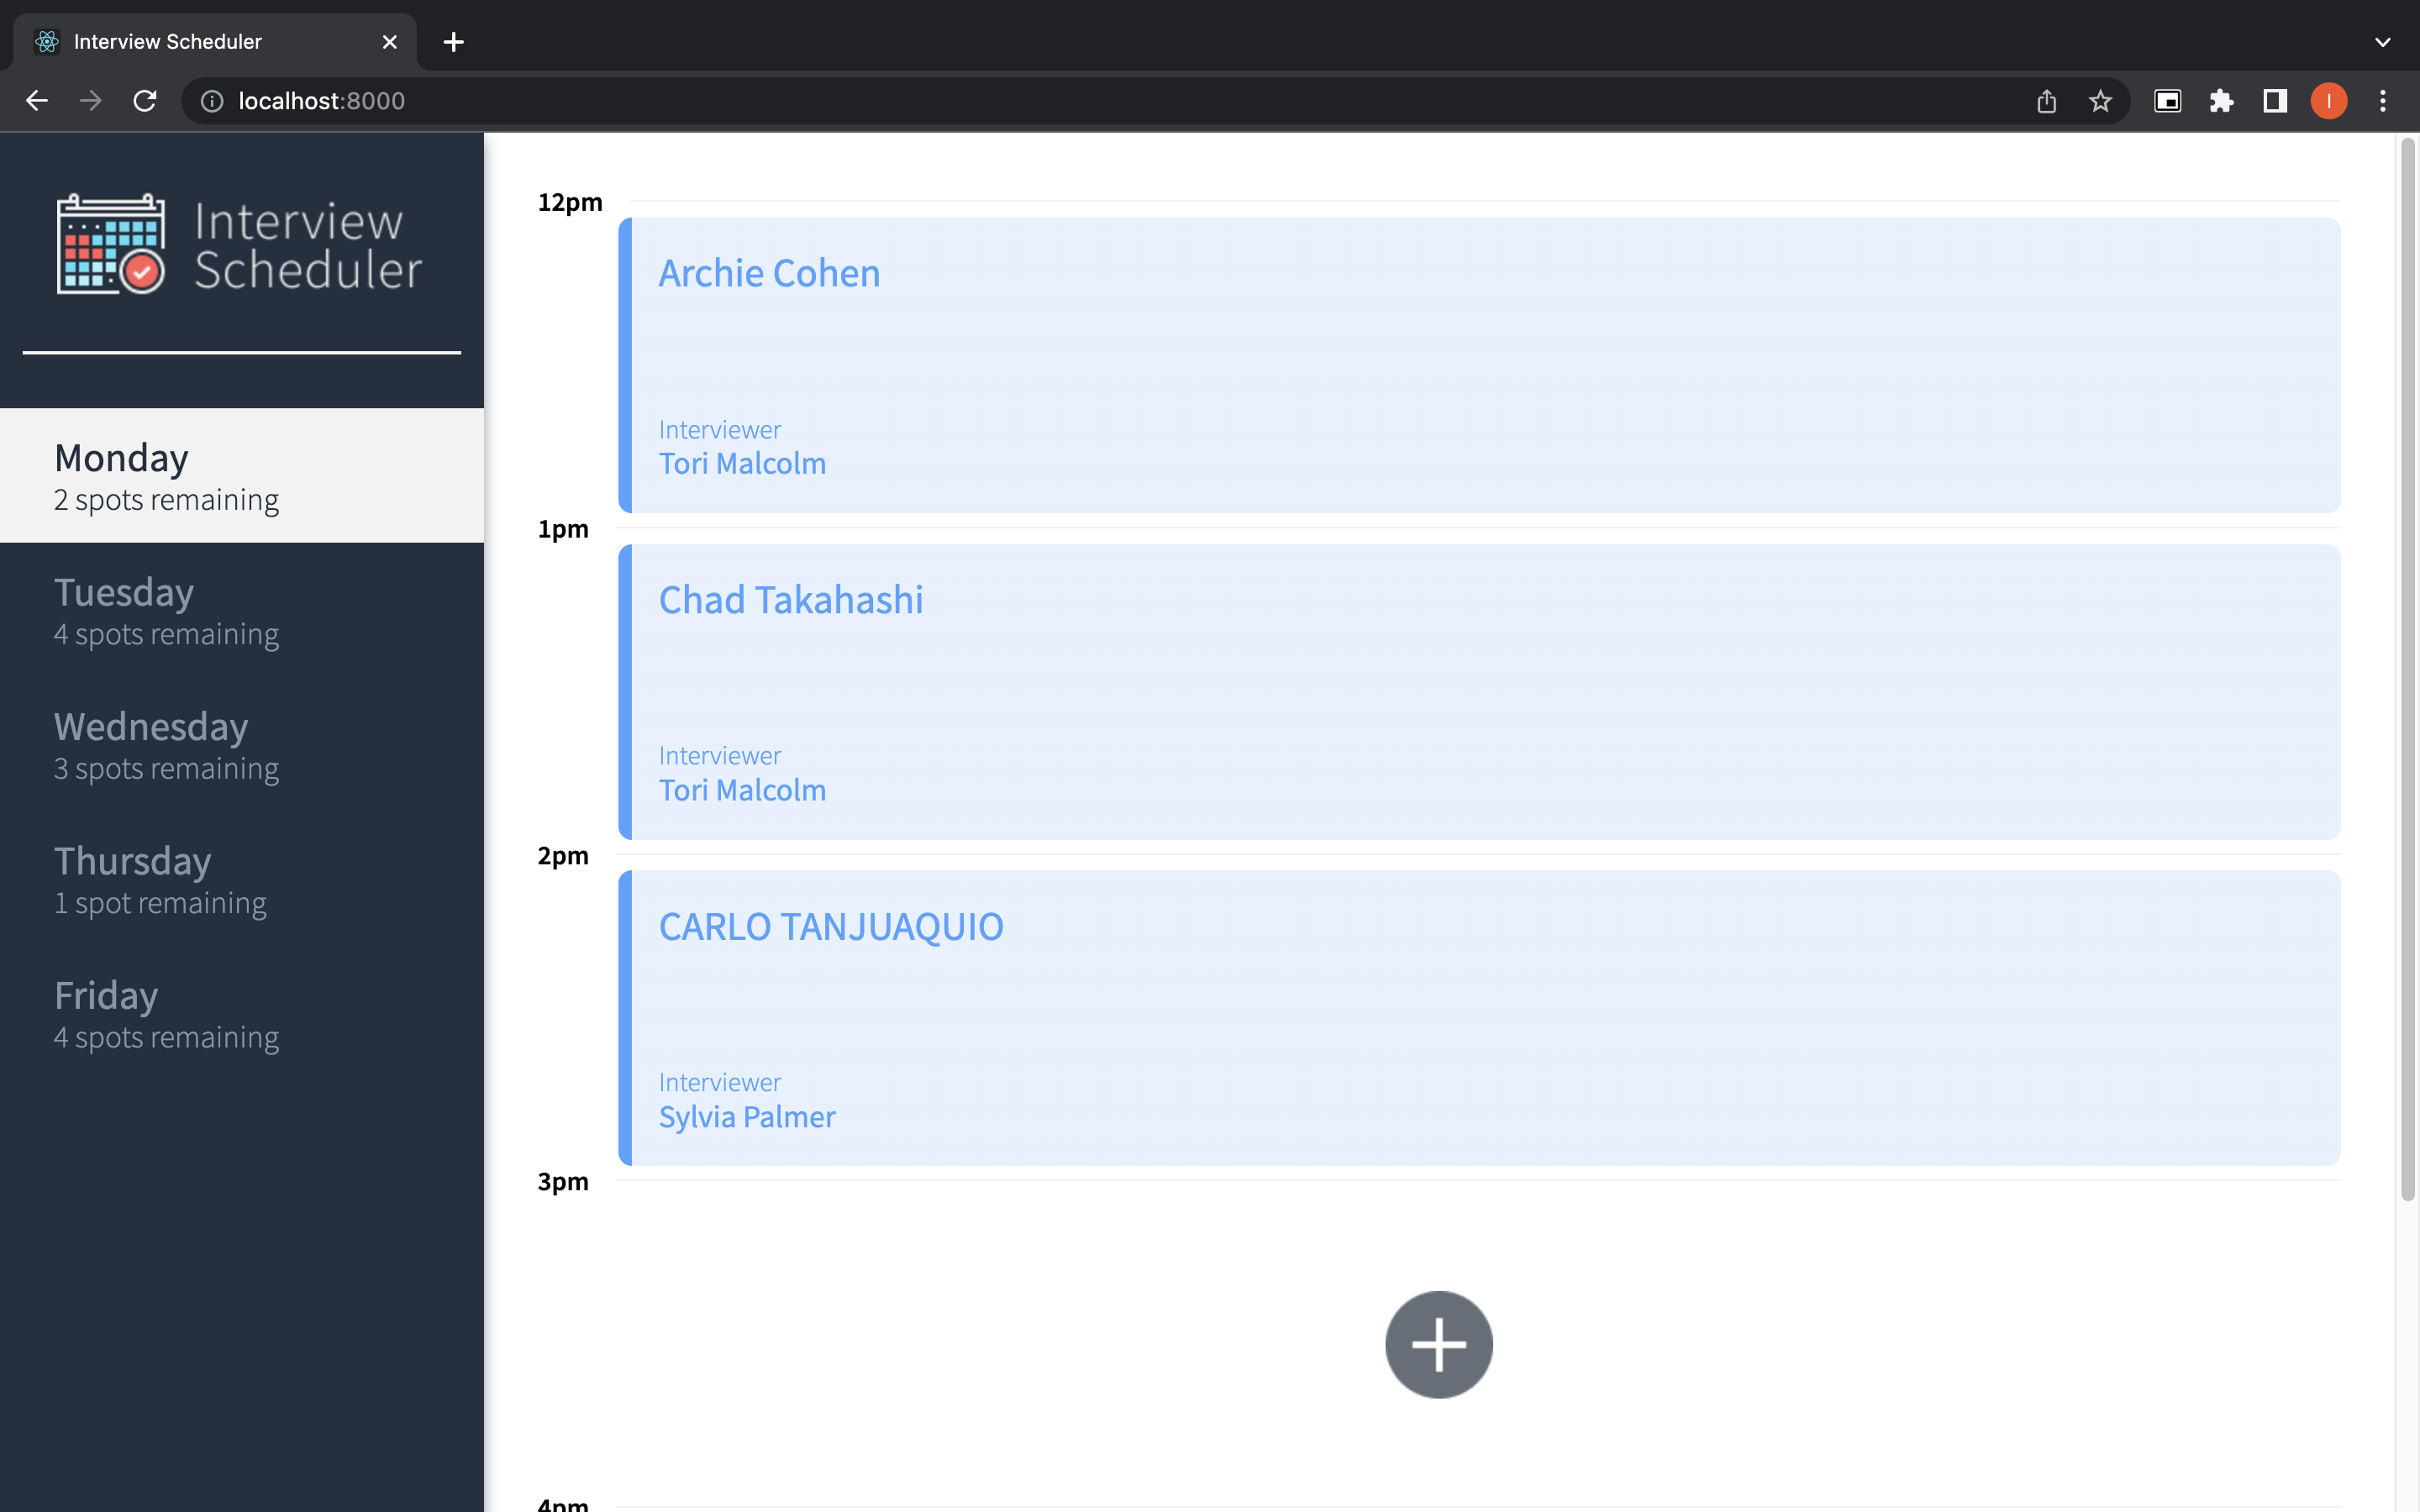 Interview Scheduler
localhost:8000
I
Interview
Scheduler
Monday
2 spots remaining
Tuesday
4 spots remaining
Wednesday
3 spots remaining
Thursday
1 spot remaining
Friday
4 spots remaining
12pm
Archie Cohen
Interviewer
Tori Malcolm
1pm
Chad Takahashi
Interviewer
Tori Malcolm
2pm
CARLO TANJUAQUIO
Interviewer
Sylvia Palmer
3pm
4pm